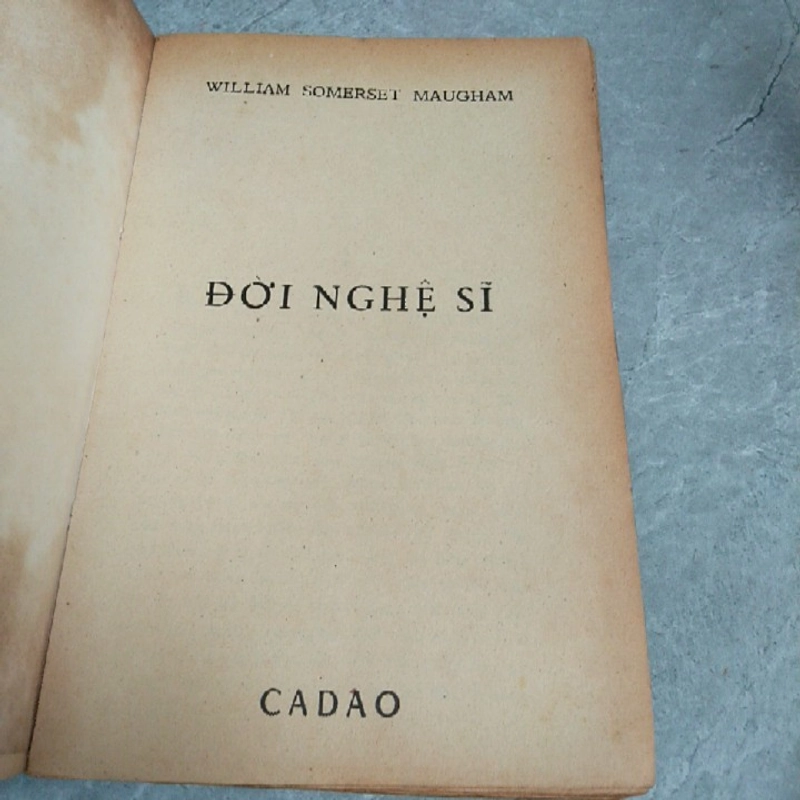 WILLIAM SOMERSET MAUGHAM
ĐỜI NGHỆ SĨ
CADAO